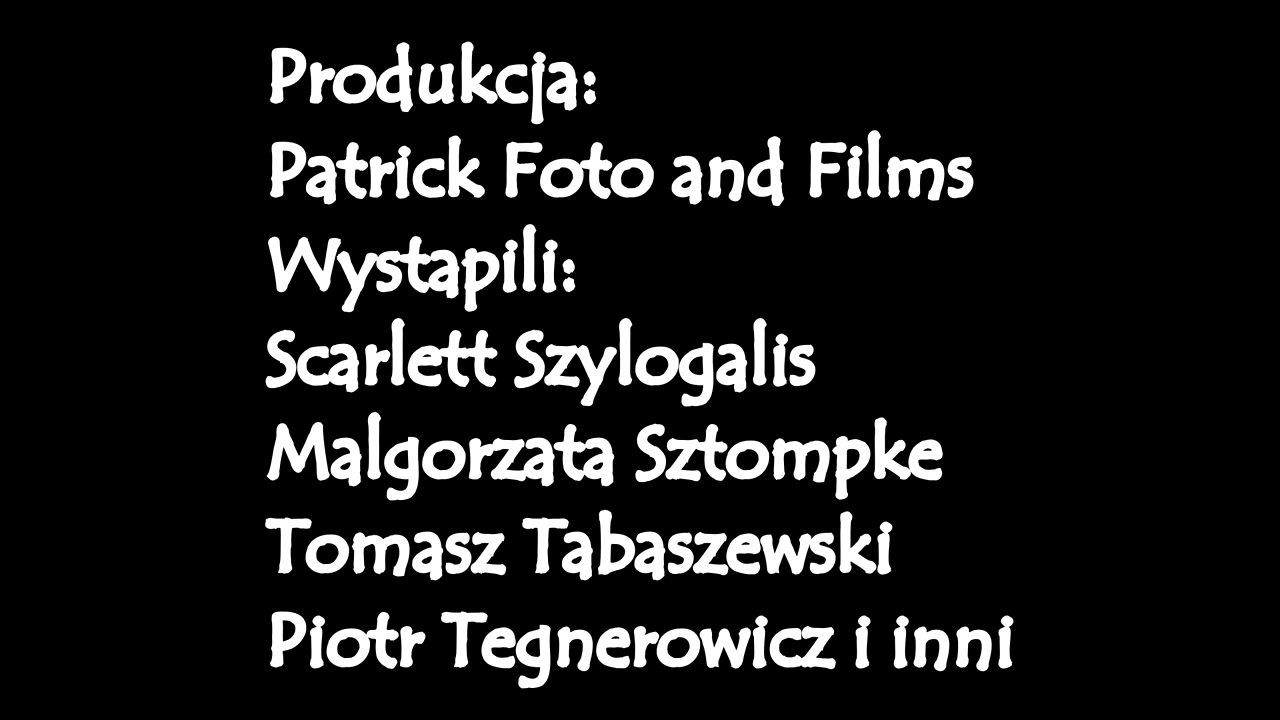 Produkcja:
Patrick Foto and Films
Wystapili:
Scarlett Szylogalis
Malgorzata Sztompke
Tomasz Tabaszewski
Piotr Tegnerowicz i inni